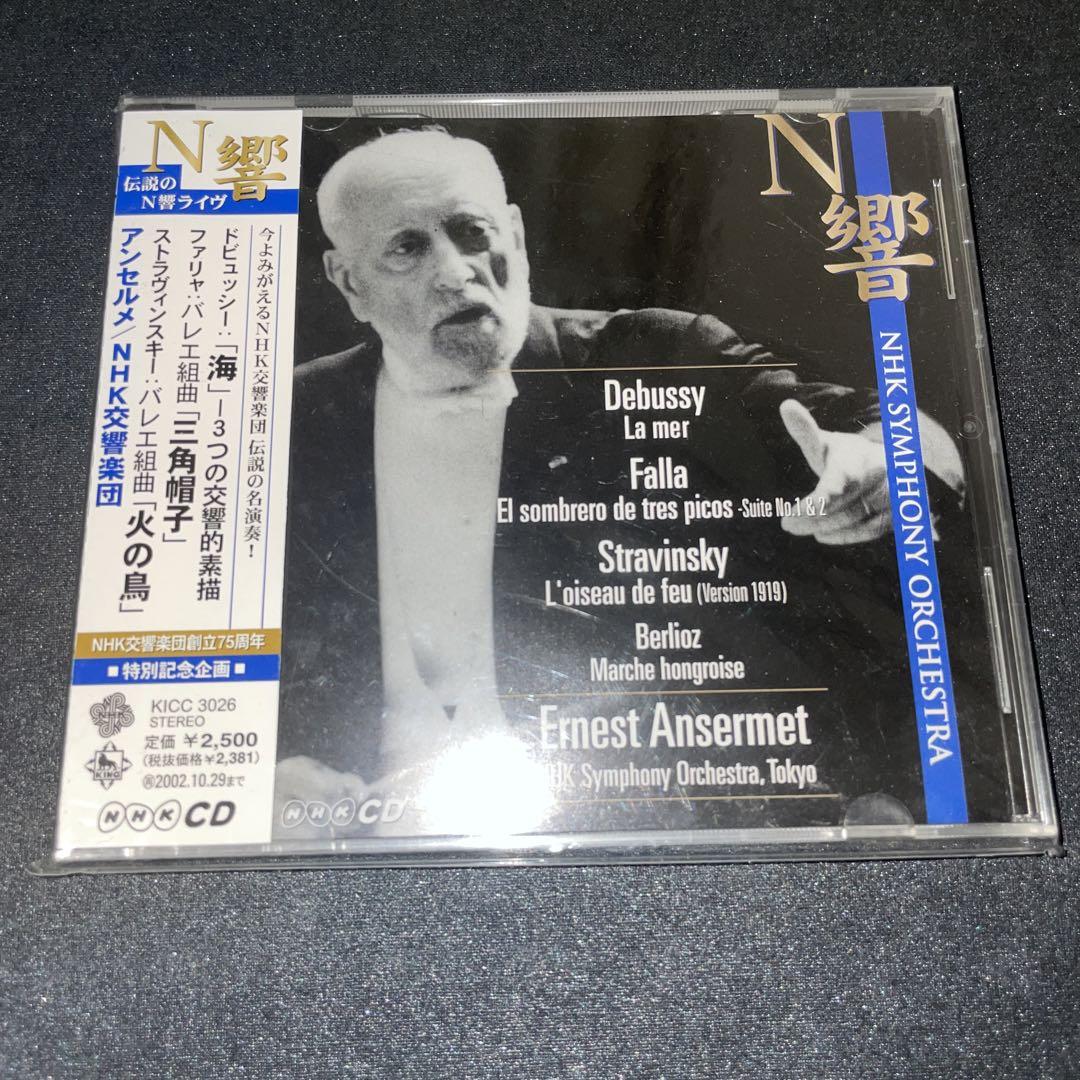 N響
伝説の
N響ライヴ
今よみがえるNHK交響楽団 伝説の名演奏！
ドビュッシー：「海」－3つの交響的素描
ファリャ：バレエ組曲「三角帽子」
ストラヴィンスキー：バレエ組曲「火の鳥」
アンセルメ／NHK交響楽団
NHK交響楽団創立75周年
■特別記念企画■
KICC 3026
STEREO
定価 ￥2,500
(税抜価格￥2,381)
Ⓡ2002.10.29まで
KING
NHK CD
N響
NHK SYMPHONY ORCHESTRA
Debussy
La mer
Falla
El sombrero de tres picos -Suite No.1 & 2
Stravinsky
L'oiseau de feu (Version 1919)
Berlioz
Marche hongroise
Ernest Ansermet
HK Symphony Orchestra, Tokyo
NHK CD